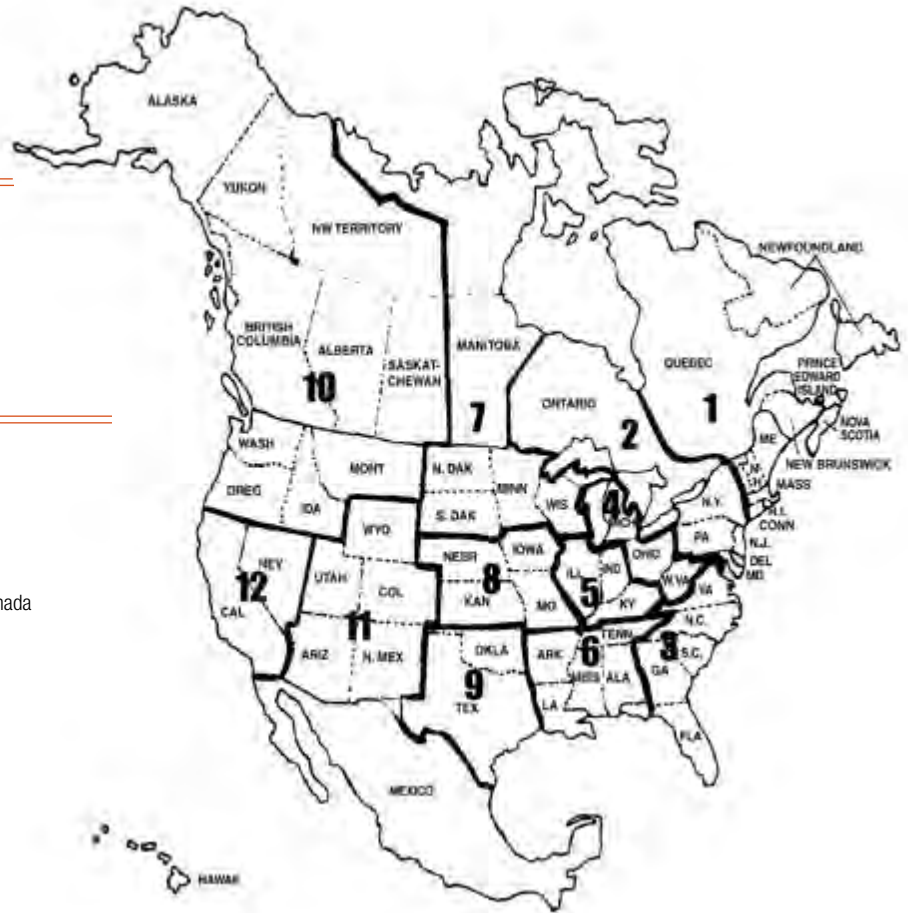 ALASKA
YUKON
NW TERRITORY
NEWFOUNDLAND
BRITISH
COLUMBIA
ALBERTA
SASKAT-
CHEWAN
MANITOBA
ONTARIO
QUEBEC
PRINCE
EDWARD
ISLAND
NOVA
SCOTIA
NEW BRUNSWICK
10
7
2
1
WASH
OREG
IDA
MONT
N. DAK
S. DAK
MINN
WIS
4
MICH
N.Y.
ME
N.
H.
MASS
R.I.
CONN
PA
N.J.
DEL
MD.
WYO
NEBR
IOWA
8
ILL
IND
OHIO
W.VA
VA
5
KY
12
NEV
CAL
UTAH
COL
11
KAN
MO
N.C.
ARIZ
N. MEX
OKLA
9
TEX
ARK
TENN
6
MISS
ALA
LA
3
S.C.
GA
FLA
MEXICO
HAWAII
nada